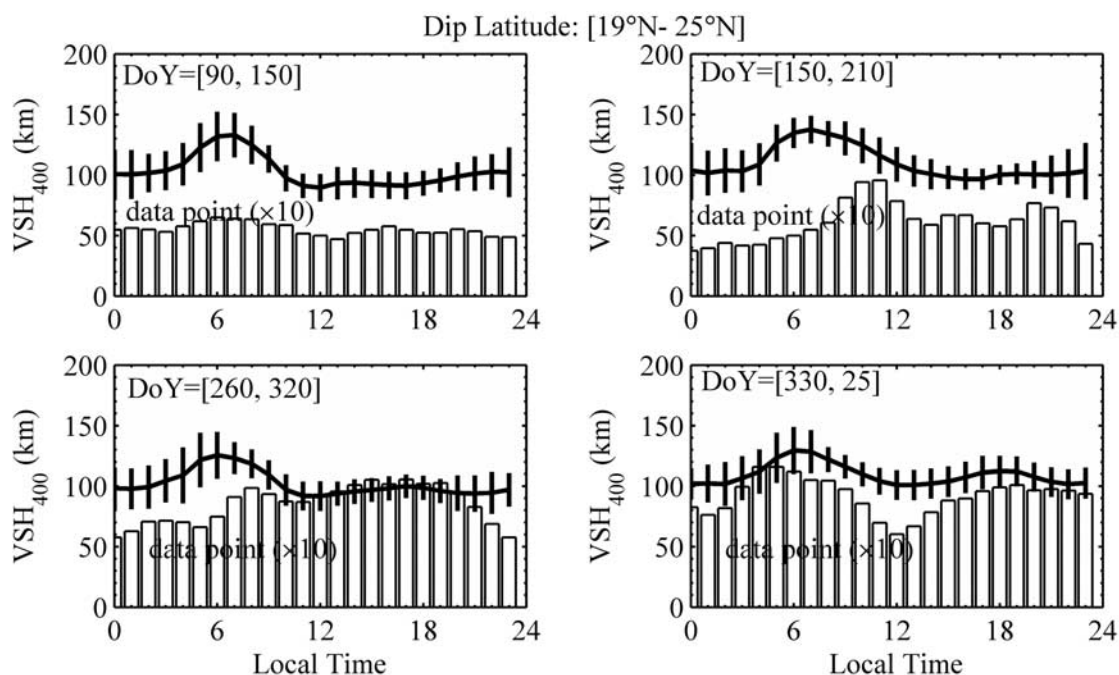 Dip Latitude: [19°N- 25°N]
DoY=[90, 150]
VSH400 (km)
data point (×10)
200
150
100
50
0
0 6 12 18 24
DoY=[150, 210]
VSH400 (km)
data point (×10)
200
150
100
50
0
0 6 12 18 24
DoY=[260, 320]
VSH400 (km)
data point (×10)
200
150
100
50
0
0 6 12 18 24
Local Time
DoY=[330, 25]
VSH400 (km)
data point (×10)
200
150
100
50
0
0 6 12 18 24
Local Time